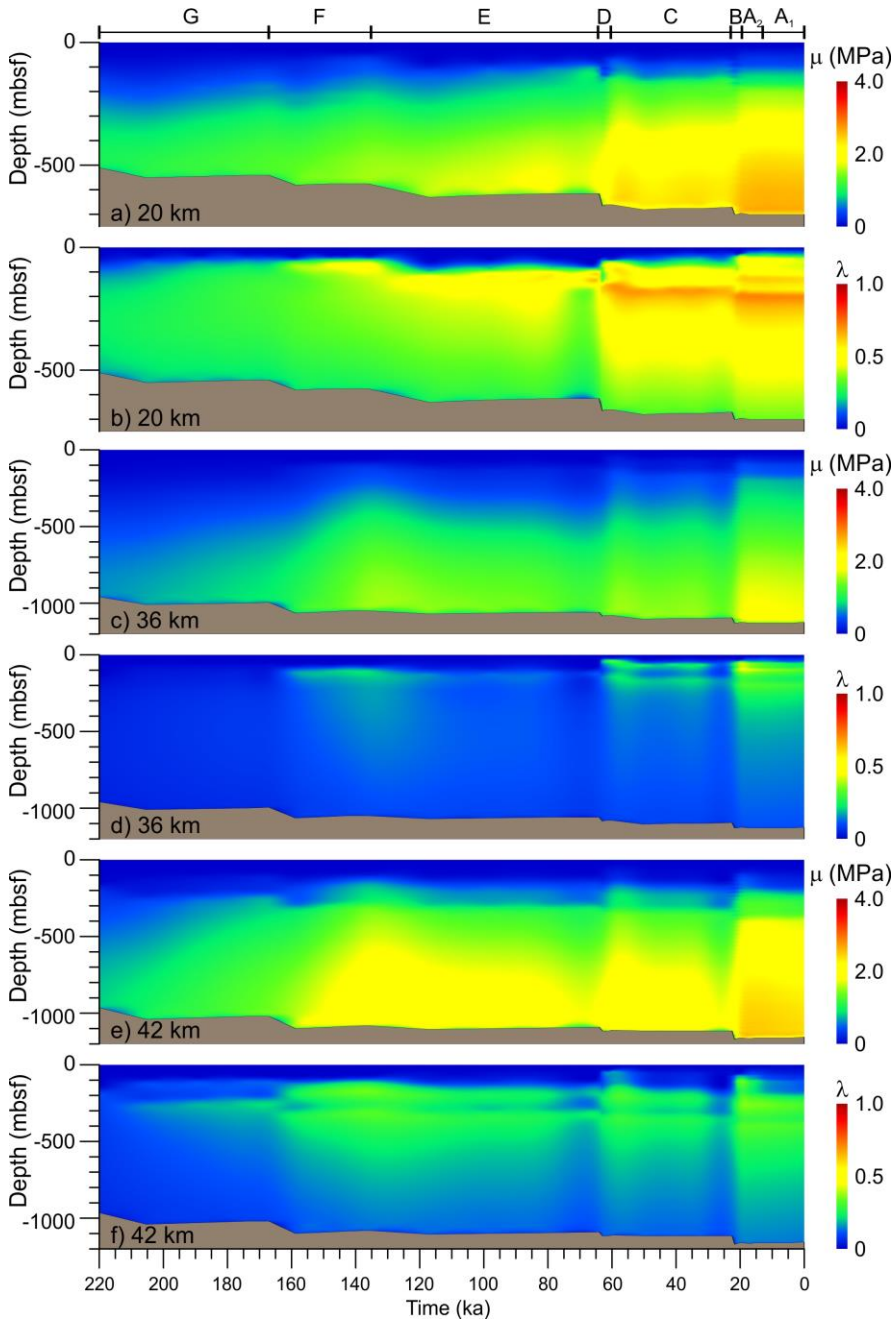 G F E D C B A₂ A₁
0 μ (MPa)
4.0
Depth (mbsf)
2.0
-500
a) 20 km 0
0 λ
1.0
Depth (mbsf)
0.5
-500
b) 20 km 0
0 μ (MPa)
4.0
Depth (mbsf)
-500
2.0
-1000
c) 36 km 0
0 λ
1.0
Depth (mbsf)
-500
0.5
-1000
d) 36 km 0
0 μ (MPa)
4.0
Depth (mbsf)
-500
2.0
-1000
e) 42 km 0
0 λ
1.0
Depth (mbsf)
-500
0.5
-1000
f) 42 km 0
220 200 180 160 140 120 100 80 60 40 20 0
Time (ka)